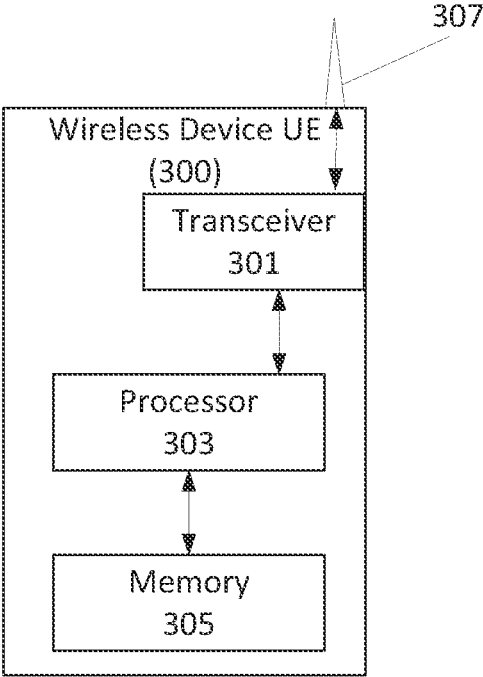 307
Wireless Device UE
(300)
Transceiver
301
Processor
303
Memory
305